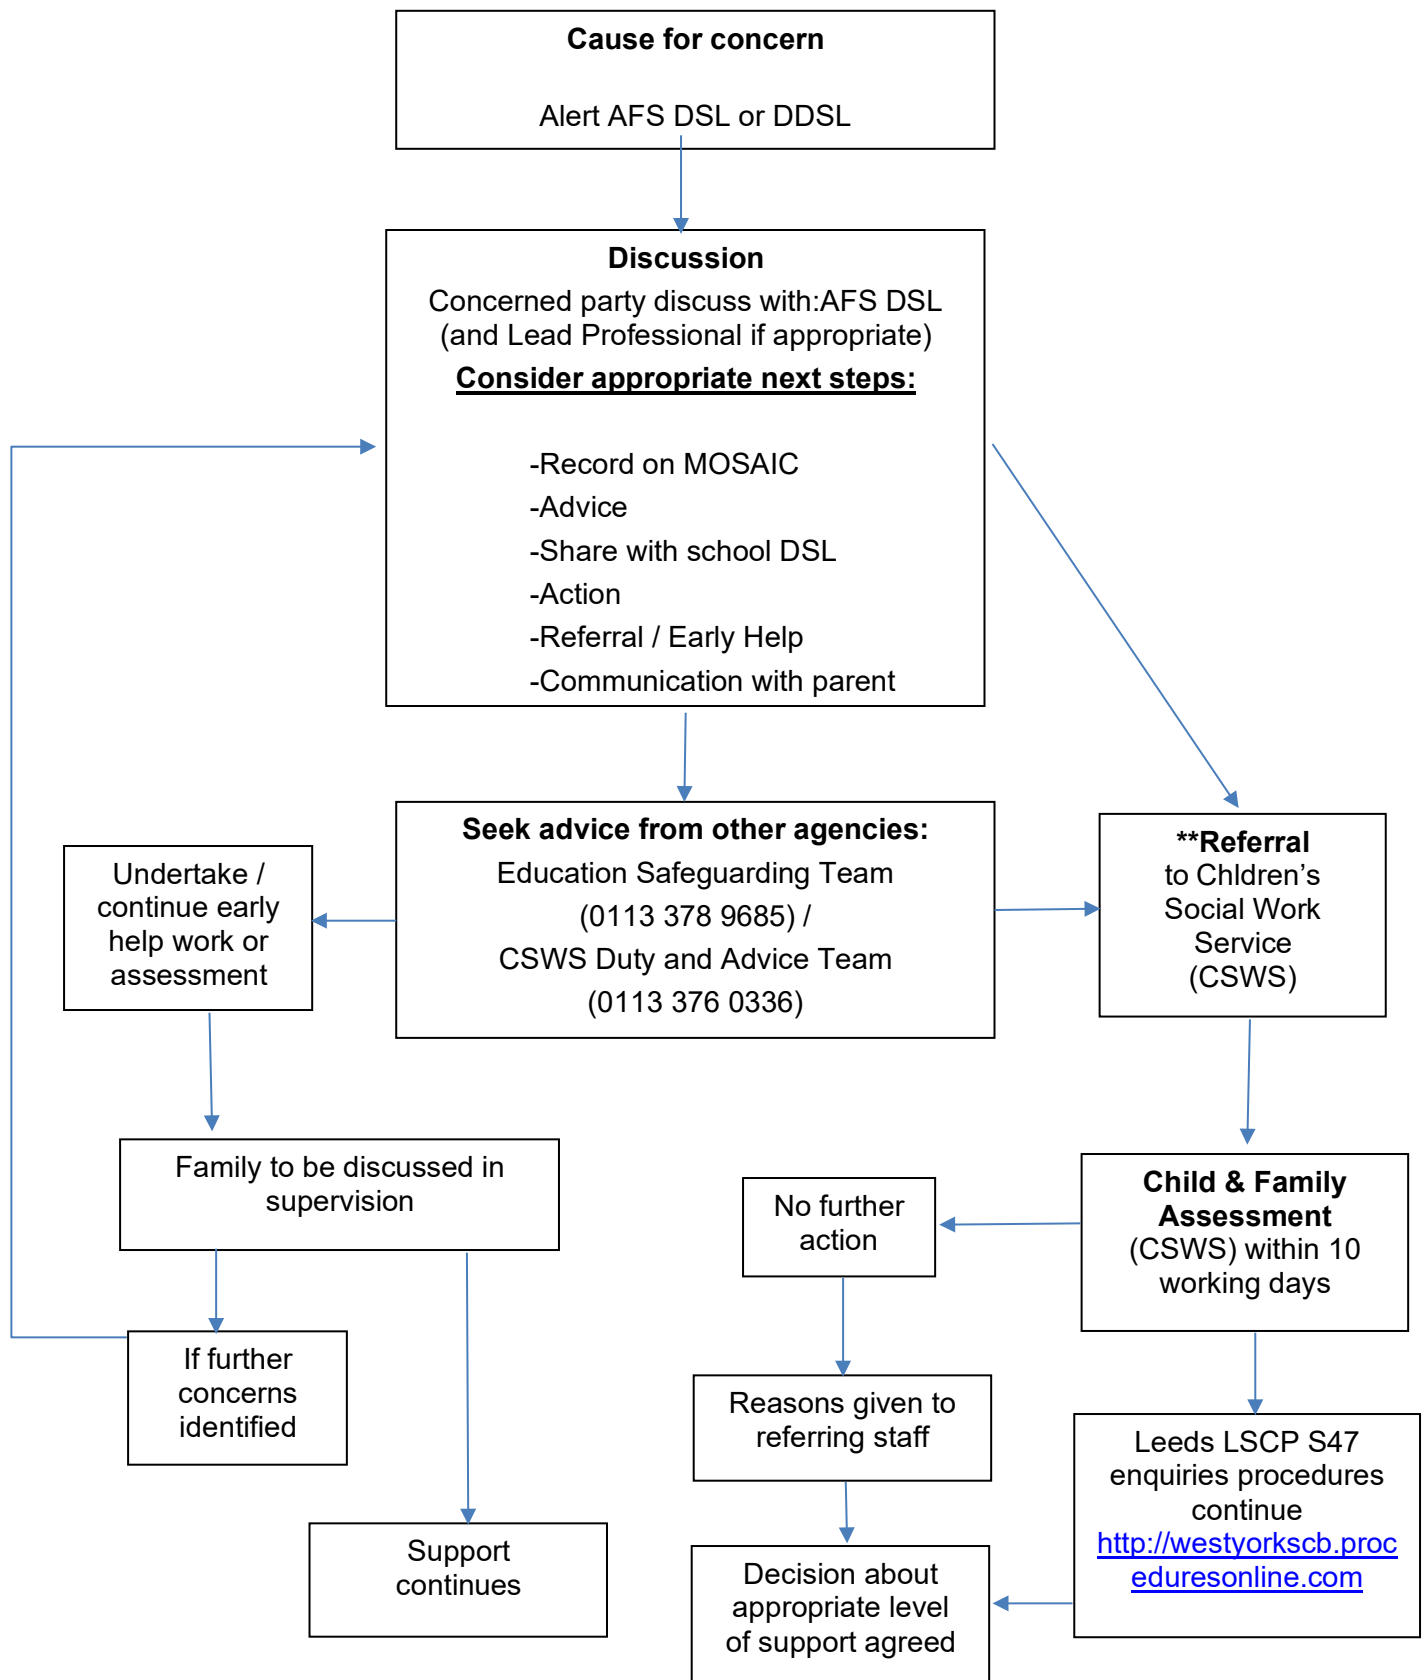 Cause for concern
Alert AFS DSL or DDSL
Discussion
Concerned party discuss with:AFS DSL
(and Lead Professional if appropriate)
Consider appropriate next steps:
-Record on MOSAIC
-Advice
-Share with school DSL
-Action
-Referral / Early Help
-Communication with parent
Seek advice from other agencies:
Education Safeguarding Team
(0113 378 9685) /
CSWS Duty and Advice Team
(0113 376 0336)
Undertake /
continue early
help work or
assessment
**Referral
to Chldren’s
Social Work
Service
(CSWS)
Family to be discussed in
supervision
No further
action
Child & Family
Assessment
(CSWS) within 10
working days
If further
concerns
identified
Reasons given to
referring staff
Leeds LSCP S47
enquiries procedures
continue
http://westyorkscb.proc
eduresonline.com
Support
continues
Decision about
appropriate level
of support agreed